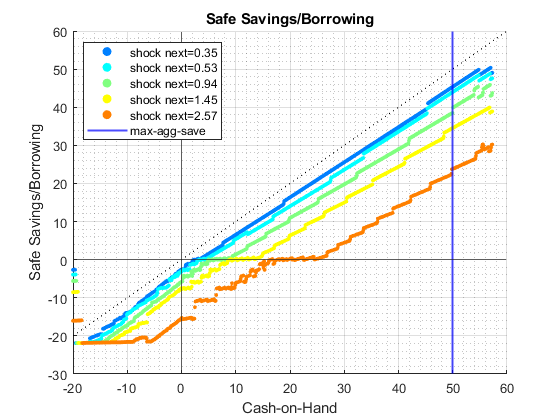 Safe Savings/Borrowing
shock next=0.35
shock next=0.53
shock next=0.94
shock next=1.45
shock next=2.57
max-agg-save
Safe Savings/Borrowing
60
50
40
30
20
10
0
-10
-20
-30
-20 -10 0 10 20 30 40 50 60
Cash-on-Hand